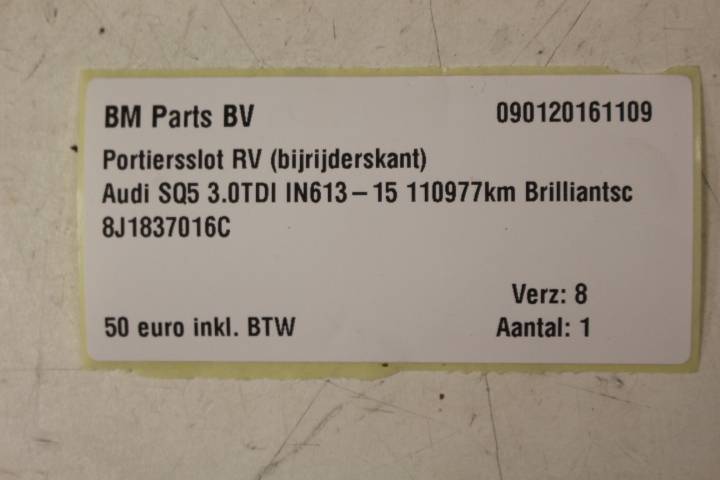 BM Parts BV 090120161109
Portiersslot RV (bijrijderskant)
Audi SQ5 3.0TDI IN613-15 110977km Brilliantsc
8J1837016C
Verz: 8
50 euro inkl. BTW Aantal: 1